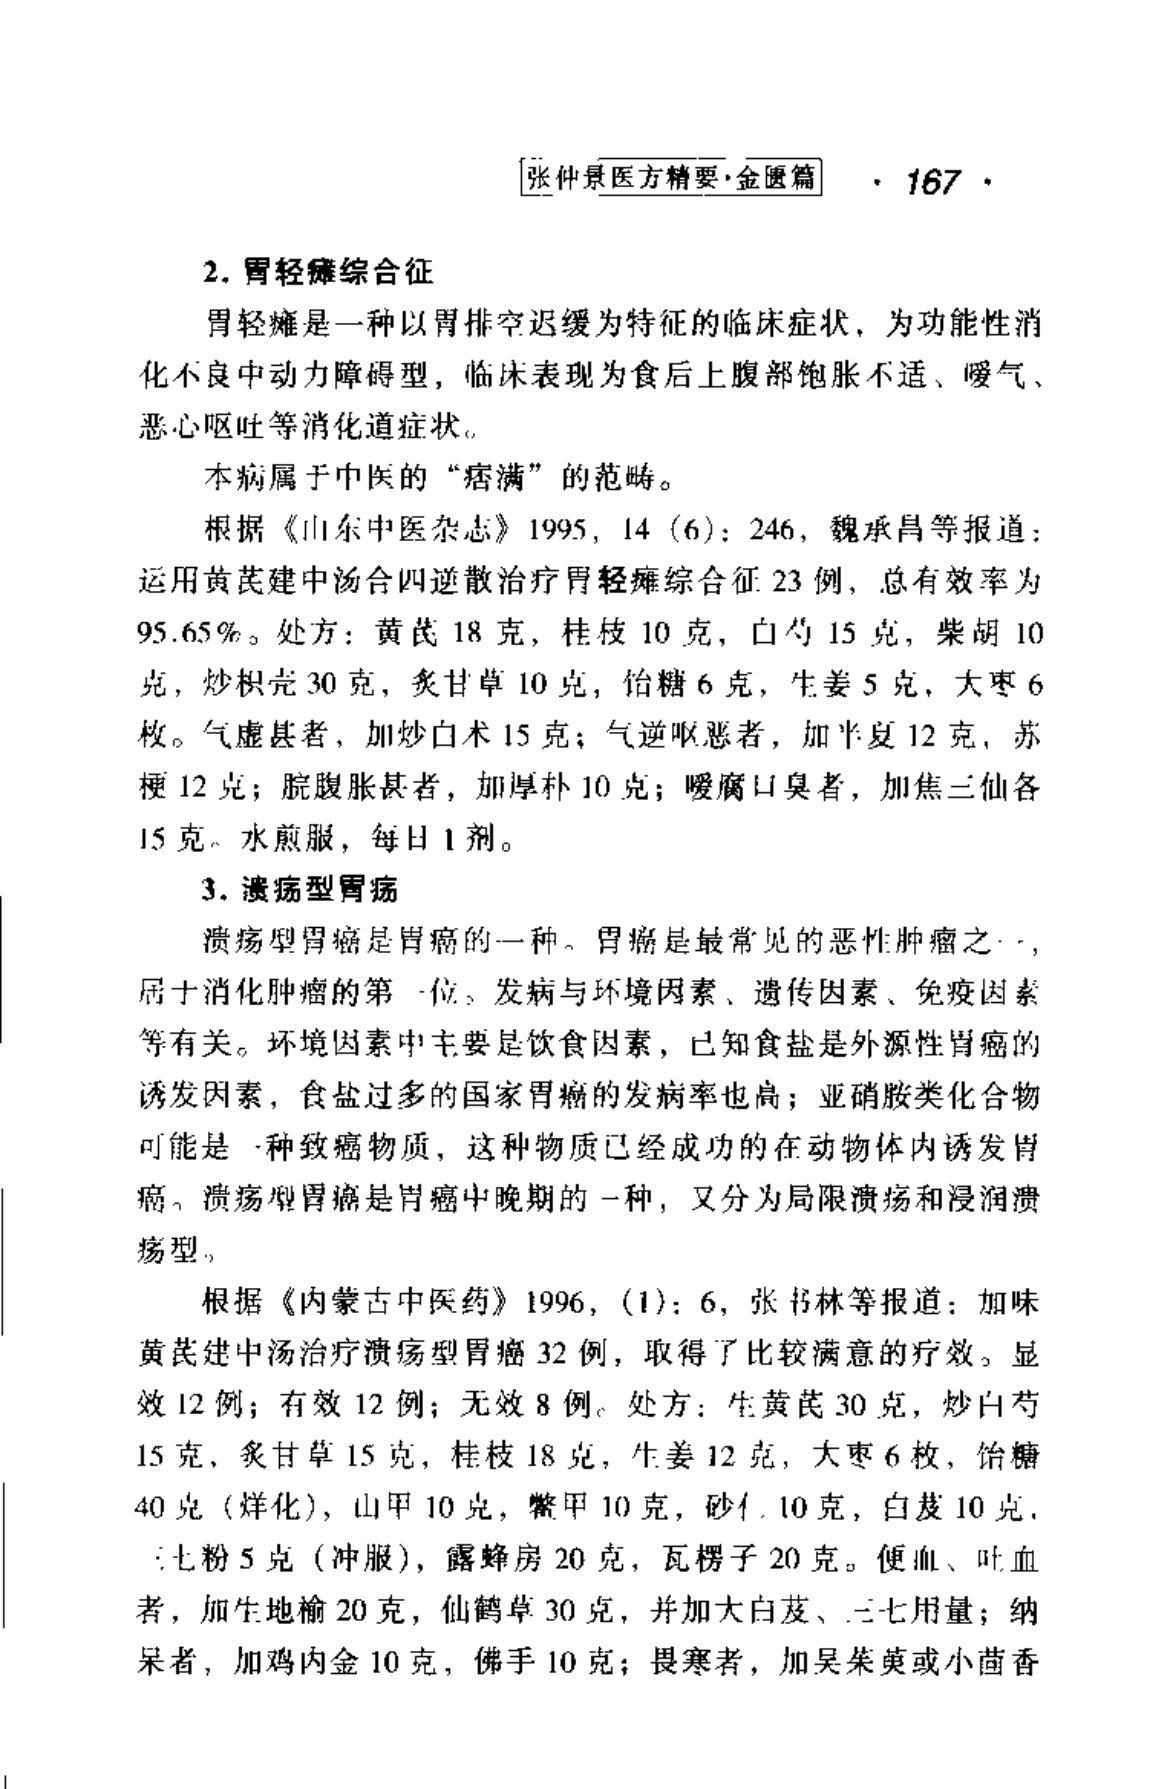 张仲景医方精要·金匮篇 · 167 ·
2. 胃轻瘫综合征
胃轻瘫是一种以胃排空迟缓为特征的临床症状，为功能性消
化不良中动力障碍型，临床表现为食后上腹部饱胀不适、嗳气、
恶心呕吐等消化道症状。
本病属于中医的“痞满”的范畴。
根据《山东中医杂志》1995，14（6）：246，魏承昌等报道：
运用黄芪建中汤合四逆散治疗胃轻瘫综合征 23 例，总有效率为
95.65%。处方：黄芪 18 克，桂枝 10 克，白芍 15 克，柴胡 10
克，炒枳壳 30 克，炙甘草 10 克，饴糖 6 克，生姜 5 克，大枣 6
枚。气虚甚者，加炒白术 15 克；气逆呕恶者，加半夏 12 克，苏
梗 12 克；脘腹胀甚者，加厚朴 10 克；嗳腐口臭者，加焦三仙各
15 克。水煎服，每日 1 剂。
3. 溃疡型胃疡
溃疡型胃癌是胃癌的一种。胃癌是最常见的恶性肿瘤之一，
居于消化肿瘤的第一位。发病与环境因素、遗传因素、免疫因素
等有关。环境因素中主要是饮食因素，已知食盐是外源性胃癌的
诱发因素，食盐过多的国家胃癌的发病率也高；亚硝胺类化合物
可能是一种致癌物质，这种物质已经成功的在动物体内诱发胃
癌。溃疡型胃癌是胃癌中晚期的一种，又分为局限溃疡和浸润溃
疡型。
根据《内蒙古中医药》1996，（1）：6，张书林等报道：加味
黄芪建中汤治疗溃疡型胃癌 32 例，取得了比较满意的疗效。显
效 12 例；有效 12 例；无效 8 例。处方：生黄芪 30 克，炒白芍
15 克，炙甘草 15 克，桂枝 18 克，生姜 12 克，大枣 6 枚，饴糖
40 克（烊化），山甲 10 克，鳖甲 10 克，砂仁 10 克，白芨 10 克，
三七粉 5 克（冲服），露蜂房 20 克，瓦楞子 20 克。便血、吐血
者，加生地榆 20 克，仙鹤草 30 克，并加大白芨、三七用量；纳
呆者，加鸡内金 10 克，佛手 10 克；畏寒者，加吴茱萸或小茴香